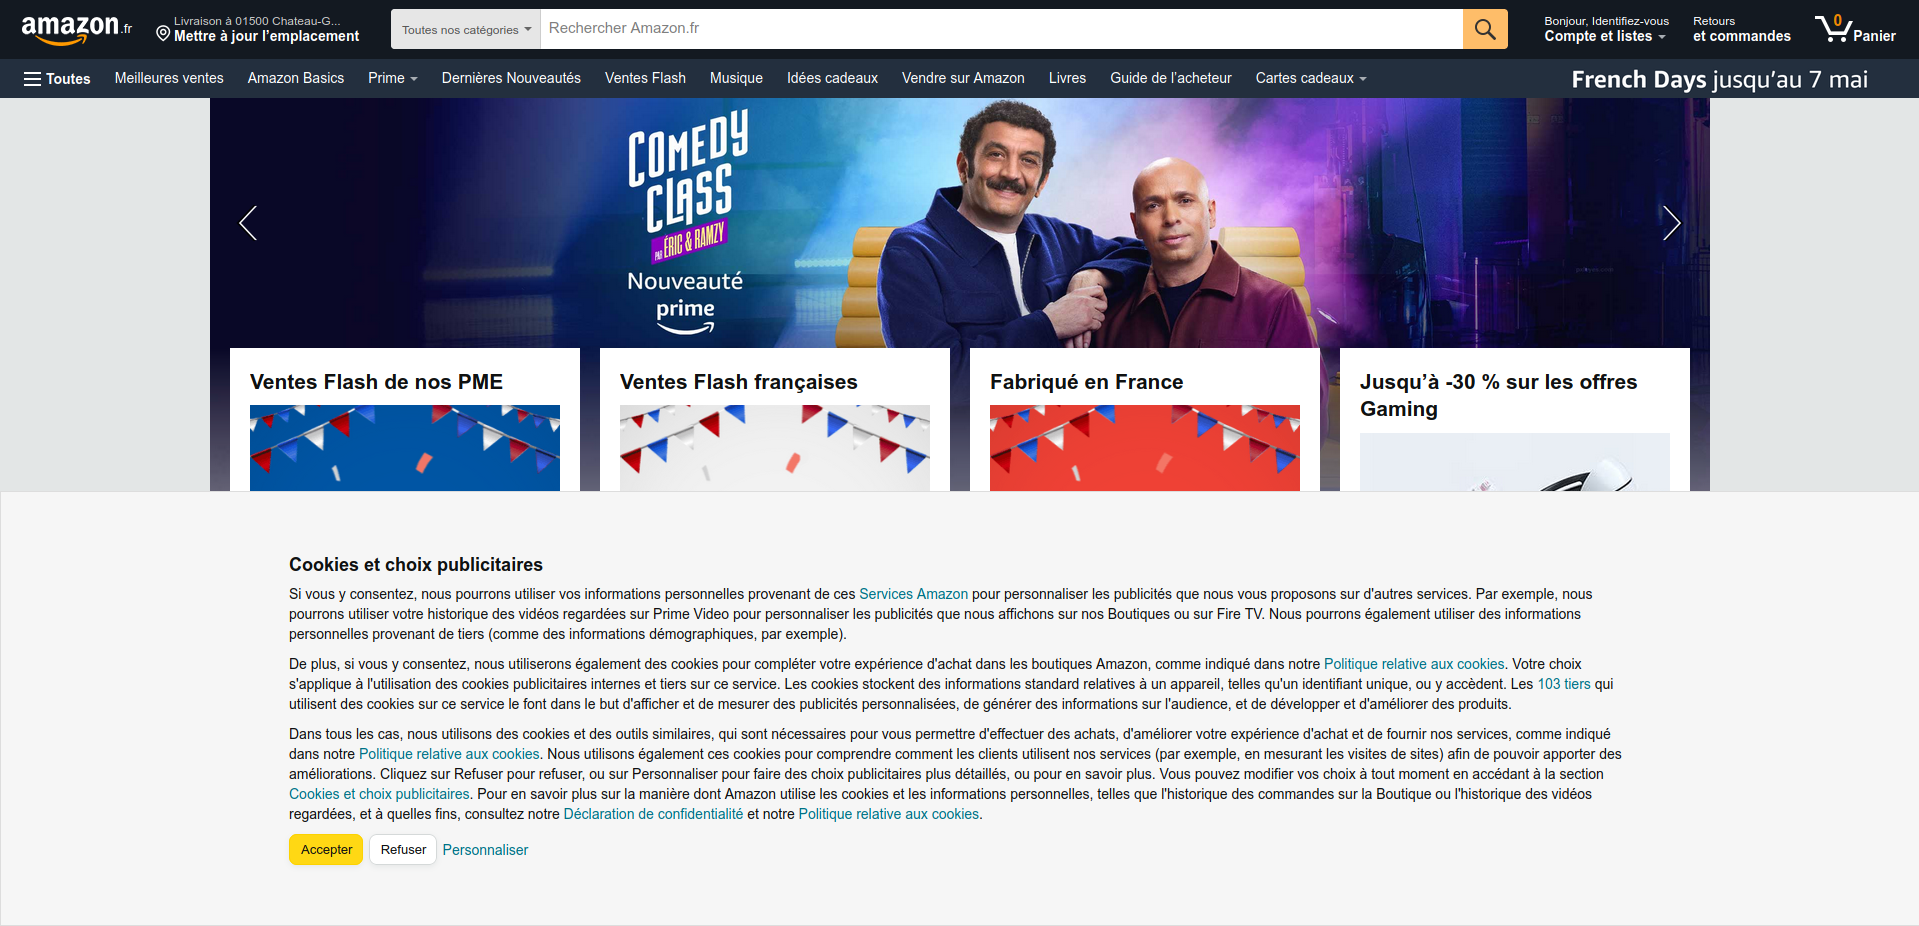 amazon.fr
Livraison à 01500 Chateau-G...
Mettre à jour l’emplacement
Toutes nos catégories
Rechercher Amazon.fr
Bonjour, Identifiez-vous
Compte et listes
Retours
et commandes
0
Panier
Toutes
Meilleures ventes
Amazon Basics
Prime
Dernières Nouveautés
Ventes Flash
Musique
Idées cadeaux
Vendre sur Amazon
Livres
Guide de l’acheteur
Cartes cadeaux
French Days jusqu’au 7 mai
COMEDY
CLASS
PAR ÉRIC & RAMZY
Nouveauté
prime
Ventes Flash de nos PME
Ventes Flash françaises
Fabriqué en France
Jusqu’à -30 % sur les offres
Gaming
Cookies et choix publicitaires
Si vous y consentez, nous pourrons utiliser vos informations personnelles provenant de ces Services Amazon pour personnaliser les publicités que nous vous proposons sur d'autres services. Par exemple, nous
pourrons utiliser votre historique des vidéos regardées sur Prime Video pour personnaliser les publicités que nous affichons sur nos Boutiques ou sur Fire TV. Nous pourrons également utiliser des informations
personnelles provenant de tiers (comme des informations démographiques, par exemple).
De plus, si vous y consentez, nous utiliserons également des cookies pour compléter votre expérience d'achat dans les boutiques Amazon, comme indiqué dans notre Politique relative aux cookies. Votre choix
s'applique à l'utilisation des cookies publicitaires internes et tiers sur ce service. Les cookies stockent des informations standard relatives à un appareil, telles qu'un identifiant unique, ou y accèdent. Les 103 tiers qui
utilisent des cookies sur ce service le font dans le but d'afficher et de mesurer des publicités personnalisées, de générer des informations sur l'audience, et de développer et d'améliorer des produits.
Dans tous les cas, nous utilisons des cookies et des outils similaires, qui sont nécessaires pour vous permettre d'effectuer des achats, d'améliorer votre expérience d'achat et de fournir nos services, comme indiqué
dans notre Politique relative aux cookies. Nous utilisons également ces cookies pour comprendre comment les clients utilisent nos services (par exemple, en mesurant les visites de sites) afin de pouvoir apporter des
améliorations. Cliquez sur Refuser pour refuser, ou sur Personnaliser pour faire des choix publicitaires plus détaillés, ou pour en savoir plus. Vous pouvez modifier vos choix à tout moment en accédant à la section
Cookies et choix publicitaires. Pour en savoir plus sur la manière dont Amazon utilise les cookies et les informations personnelles, telles que l'historique des commandes sur la Boutique ou l'historique des vidéos
regardées, et à quelles fins, consultez notre Déclaration de confidentialité et notre Politique relative aux cookies.
Accepter
Refuser
Personnaliser